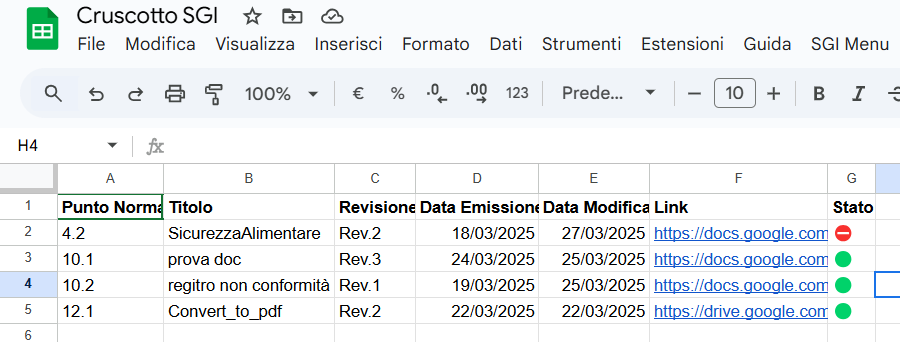 Cruscotto SGI
File Modifica Visualizza Inserisci Formato Dati Strumenti Estensioni Guida SGI Menu
100% € % .0 .00 123 Prede... 10 B I
H4 fx
A B C D E F G
1 Punto Norma Titolo Revisione Data Emissione Data Modifica Link Stato
2 4.2 SicurezzaAlimentare Rev.2 18/03/2025 27/03/2025 https://docs.google.com
3 10.1 prova doc Rev.3 24/03/2025 25/03/2025 https://docs.google.com
4 10.2 regitro non conformità Rev.1 19/03/2025 25/03/2025 https://docs.google.com
5 12.1 Convert_to_pdf Rev.2 22/03/2025 22/03/2025 https://drive.google.com
6